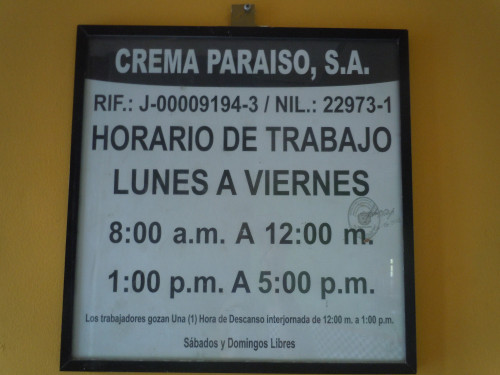 CREMA PARAISO, S.A.
RIF.: J-00009194-3 / NIL.: 22973-1
HORARIO DE TRABAJO
LUNES A VIERNES
8:00 a.m. A 12:00 m.
1:00 p.m. A 5:00 p.m.
Los trabajadores gozan Una (1) Hora de Descanso interjornada de 12:00 m. a 1:00 p.m.
Sábados y Domingos Libres